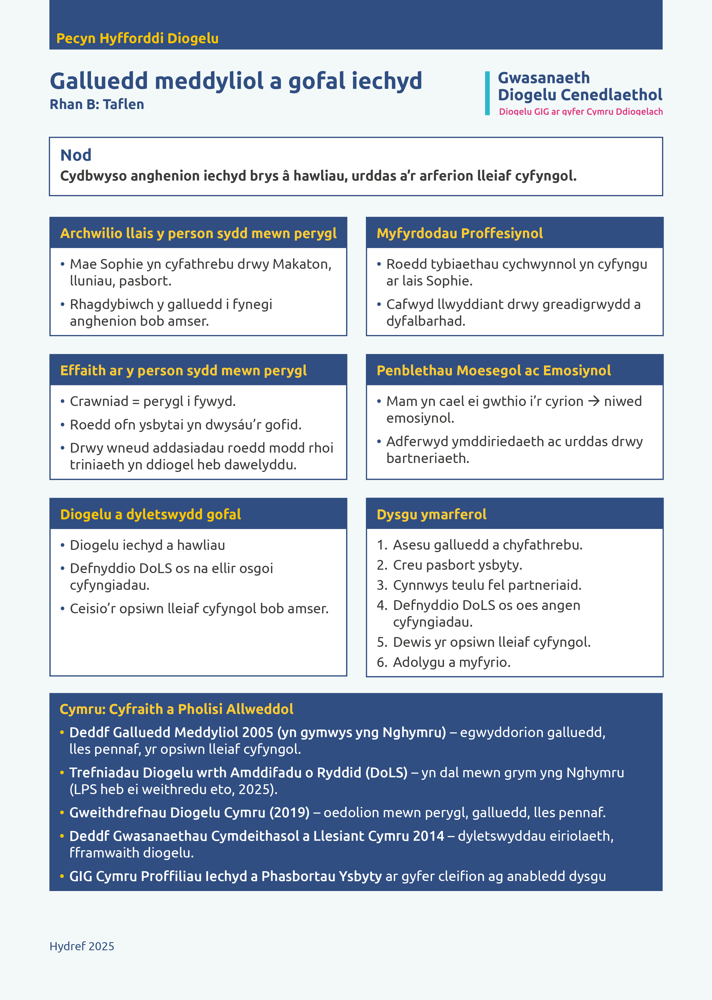 Pecyn Hyfforddi Diogelu
Galluedd meddyliol a gofal iechyd
Rhan B: Taflen
Gwasanaeth
Diogelu Cenedlaethol
Diogelu GIG ar gyfer Cymru Ddiogelach
Nod
Cydbwyso anghenion iechyd brys â hawliau, urddas a’r arferion lleiaf cyfyngol.
Archwilio llais y person sydd mewn perygl
• Mae Sophie yn cyfathrebu drwy Makaton,
lluniau, pasbort.
• Rhagdybiwch y galluedd i fynegi
anghenion bob amser.
Myfyrdodau Proffesiynol
• Roedd tybiaethau cychwynnol yn cyfyngu
ar lais Sophie.
• Cafwyd llwyddiant drwy greadigrwydd a
dyfalbarhad.
Effaith ar y person sydd mewn perygl
• Crawniad = perygl i fywyd.
• Roedd ofn ysbytai yn dwysáu’r gofid.
• Drwy wneud addasiadau roedd modd rhoi
triniaeth yn ddiogel heb dawelyddu.
Penblethau Moesegol ac Emosiynol
• Mam yn cael ei gwthio i’r cyrion → niwed
emosiynol.
• Adferwyd ymddiriedaeth ac urddas drwy
bartneriaeth.
Diogelu a dyletswydd gofal
• Diogelu iechyd a hawliau
• Defnyddio DoLS os na ellir osgoi
cyfyngiadau.
• Ceisio’r opsiwn lleiaf cyfyngol bob amser.
Dysgu ymarferol
1. Asesu galluedd a chyfathrebu.
2. Creu pasbort ysbyty.
3. Cynnwys teulu fel partneriaid.
4. Defnyddio DoLS os oes angen
cyfyngiadau.
5. Dewis yr opsiwn lleiaf cyfyngol.
6. Adolygu a myfyrio.
Cymru: Cyfraith a Pholisi Allweddol
• Deddf Galluedd Meddyliol 2005 (yn gymwys yng Nghymru) – egwyddorion galluedd,
lles pennaf, yr opsiwn lleiaf cyfyngol.
• Trefniadau Diogelu wrth Amddifadu o Ryddid (DoLS) – yn dal mewn grym yng Nghymru
(LPS heb ei weithredu eto, 2025).
• Gweithdrefnau Diogelu Cymru (2019) – oedolion mewn perygl, galluedd, lles pennaf.
• Deddf Gwasanaethau Cymdeithasol a Llesiant Cymru 2014 – dyletswyddau eiriolaeth,
fframwaith diogelu.
• GIG Cymru Proffiliau Iechyd a Phasbortau Ysbyty ar gyfer cleifion ag anabledd dysgu
Hydref 2025